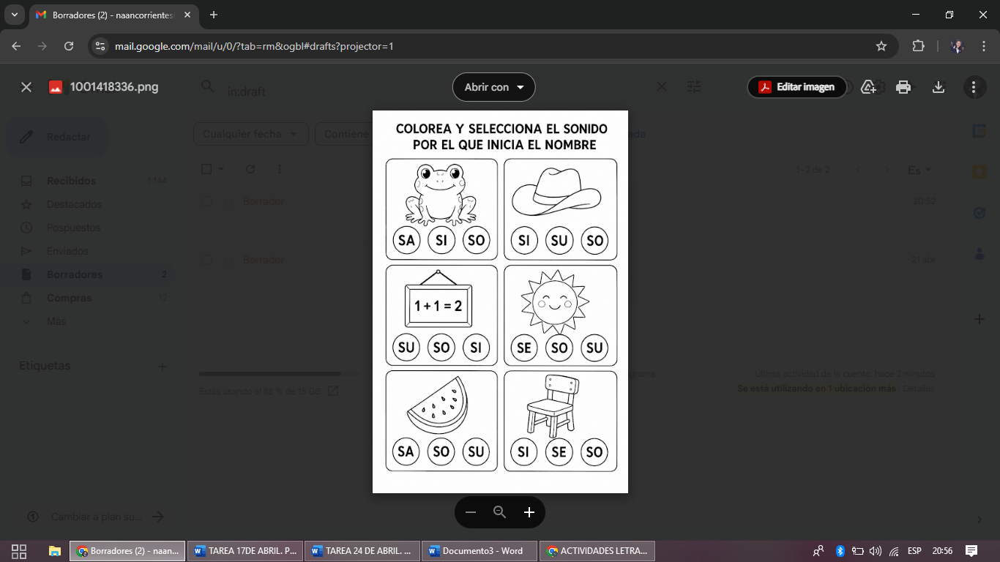 Borradores (2) - naancorrientes
mail.google.com/mail/u/0/?tab=rm&ogbl#drafts?projector=1
1001418336.png
in:draft
Abrir con
Editar imagen
Redactar
Cualquier fecha
Contiene
Recibidos 1.144
Destacados
Pospuestos
Enviados
Borradores 2
Compras 12
Más
Etiquetas
1–2 de 2
Es
Borrador 20:52
Borrador 21 abr
COLOREA Y SELECCIONA EL SONIDO
POR EL QUE INICIA EL NOMBRE
SA SI SO
SI SU SO
1 + 1 = 2
SU SO SI
SE SO SU
SA SO SU
SI SE SO
Estás usando el 88 % de 15 GB
Última actividad de la cuenta: hace 2 minutos
Se está utilizando en 1 ubicación más · Detalles
Cambiar a plan su...
Borradores (2) - naan...
TAREA 17DE ABRIL. P...
TAREA 24 DE ABRIL. ...
Documento3 - Word
ACTIVIDADES LETRA...
ESP
20:56